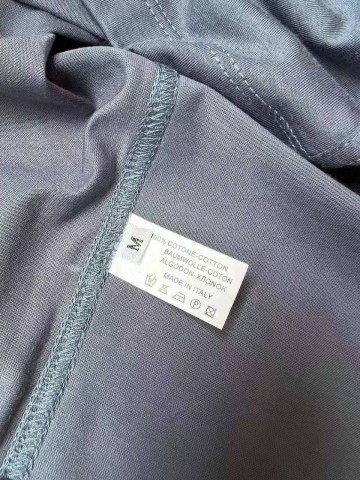 M
100% COTONE-COTTON
BAUMWOLLE-COTON
ALGODON-ХЛОПОК
MADE IN ITALY